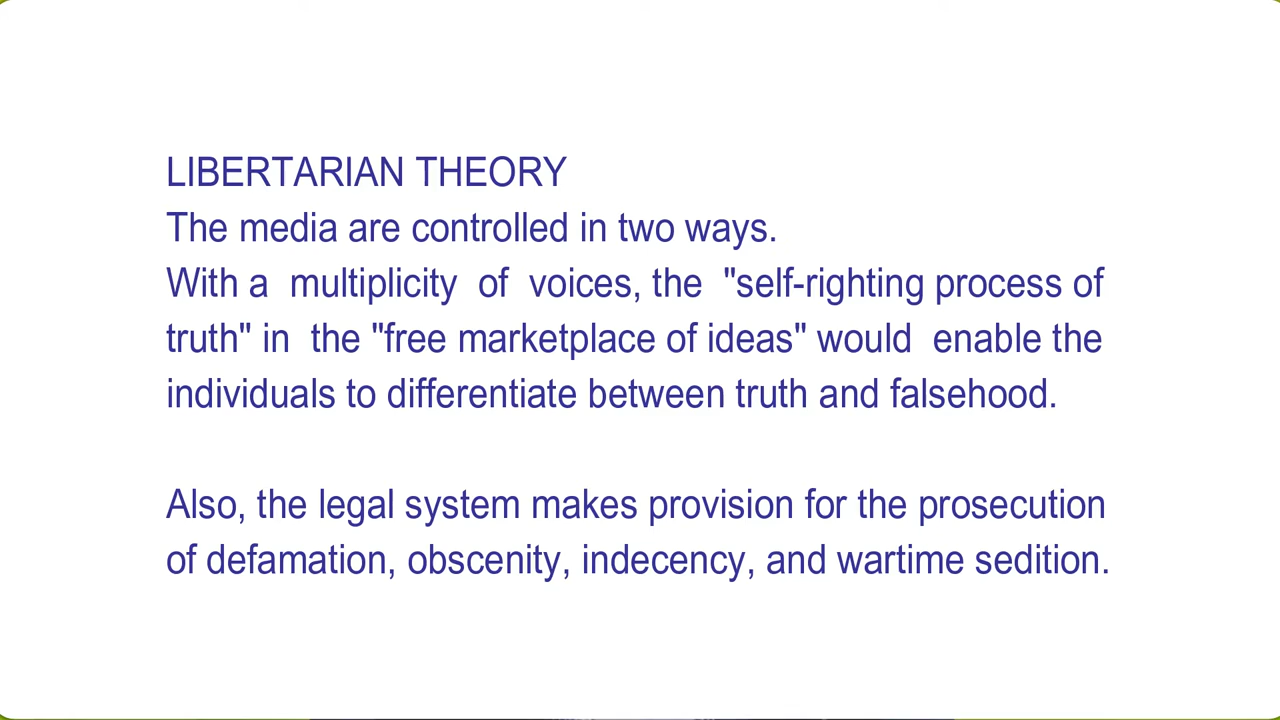 LIBERTARIAN THEORY
The media are controlled in two ways.
With a multiplicity of voices, the "self-righting process of
truth" in the "free marketplace of ideas" would enable the
individuals to differentiate between truth and falsehood.
Also, the legal system makes provision for the prosecution
of defamation, obscenity, indecency, and wartime sedition.